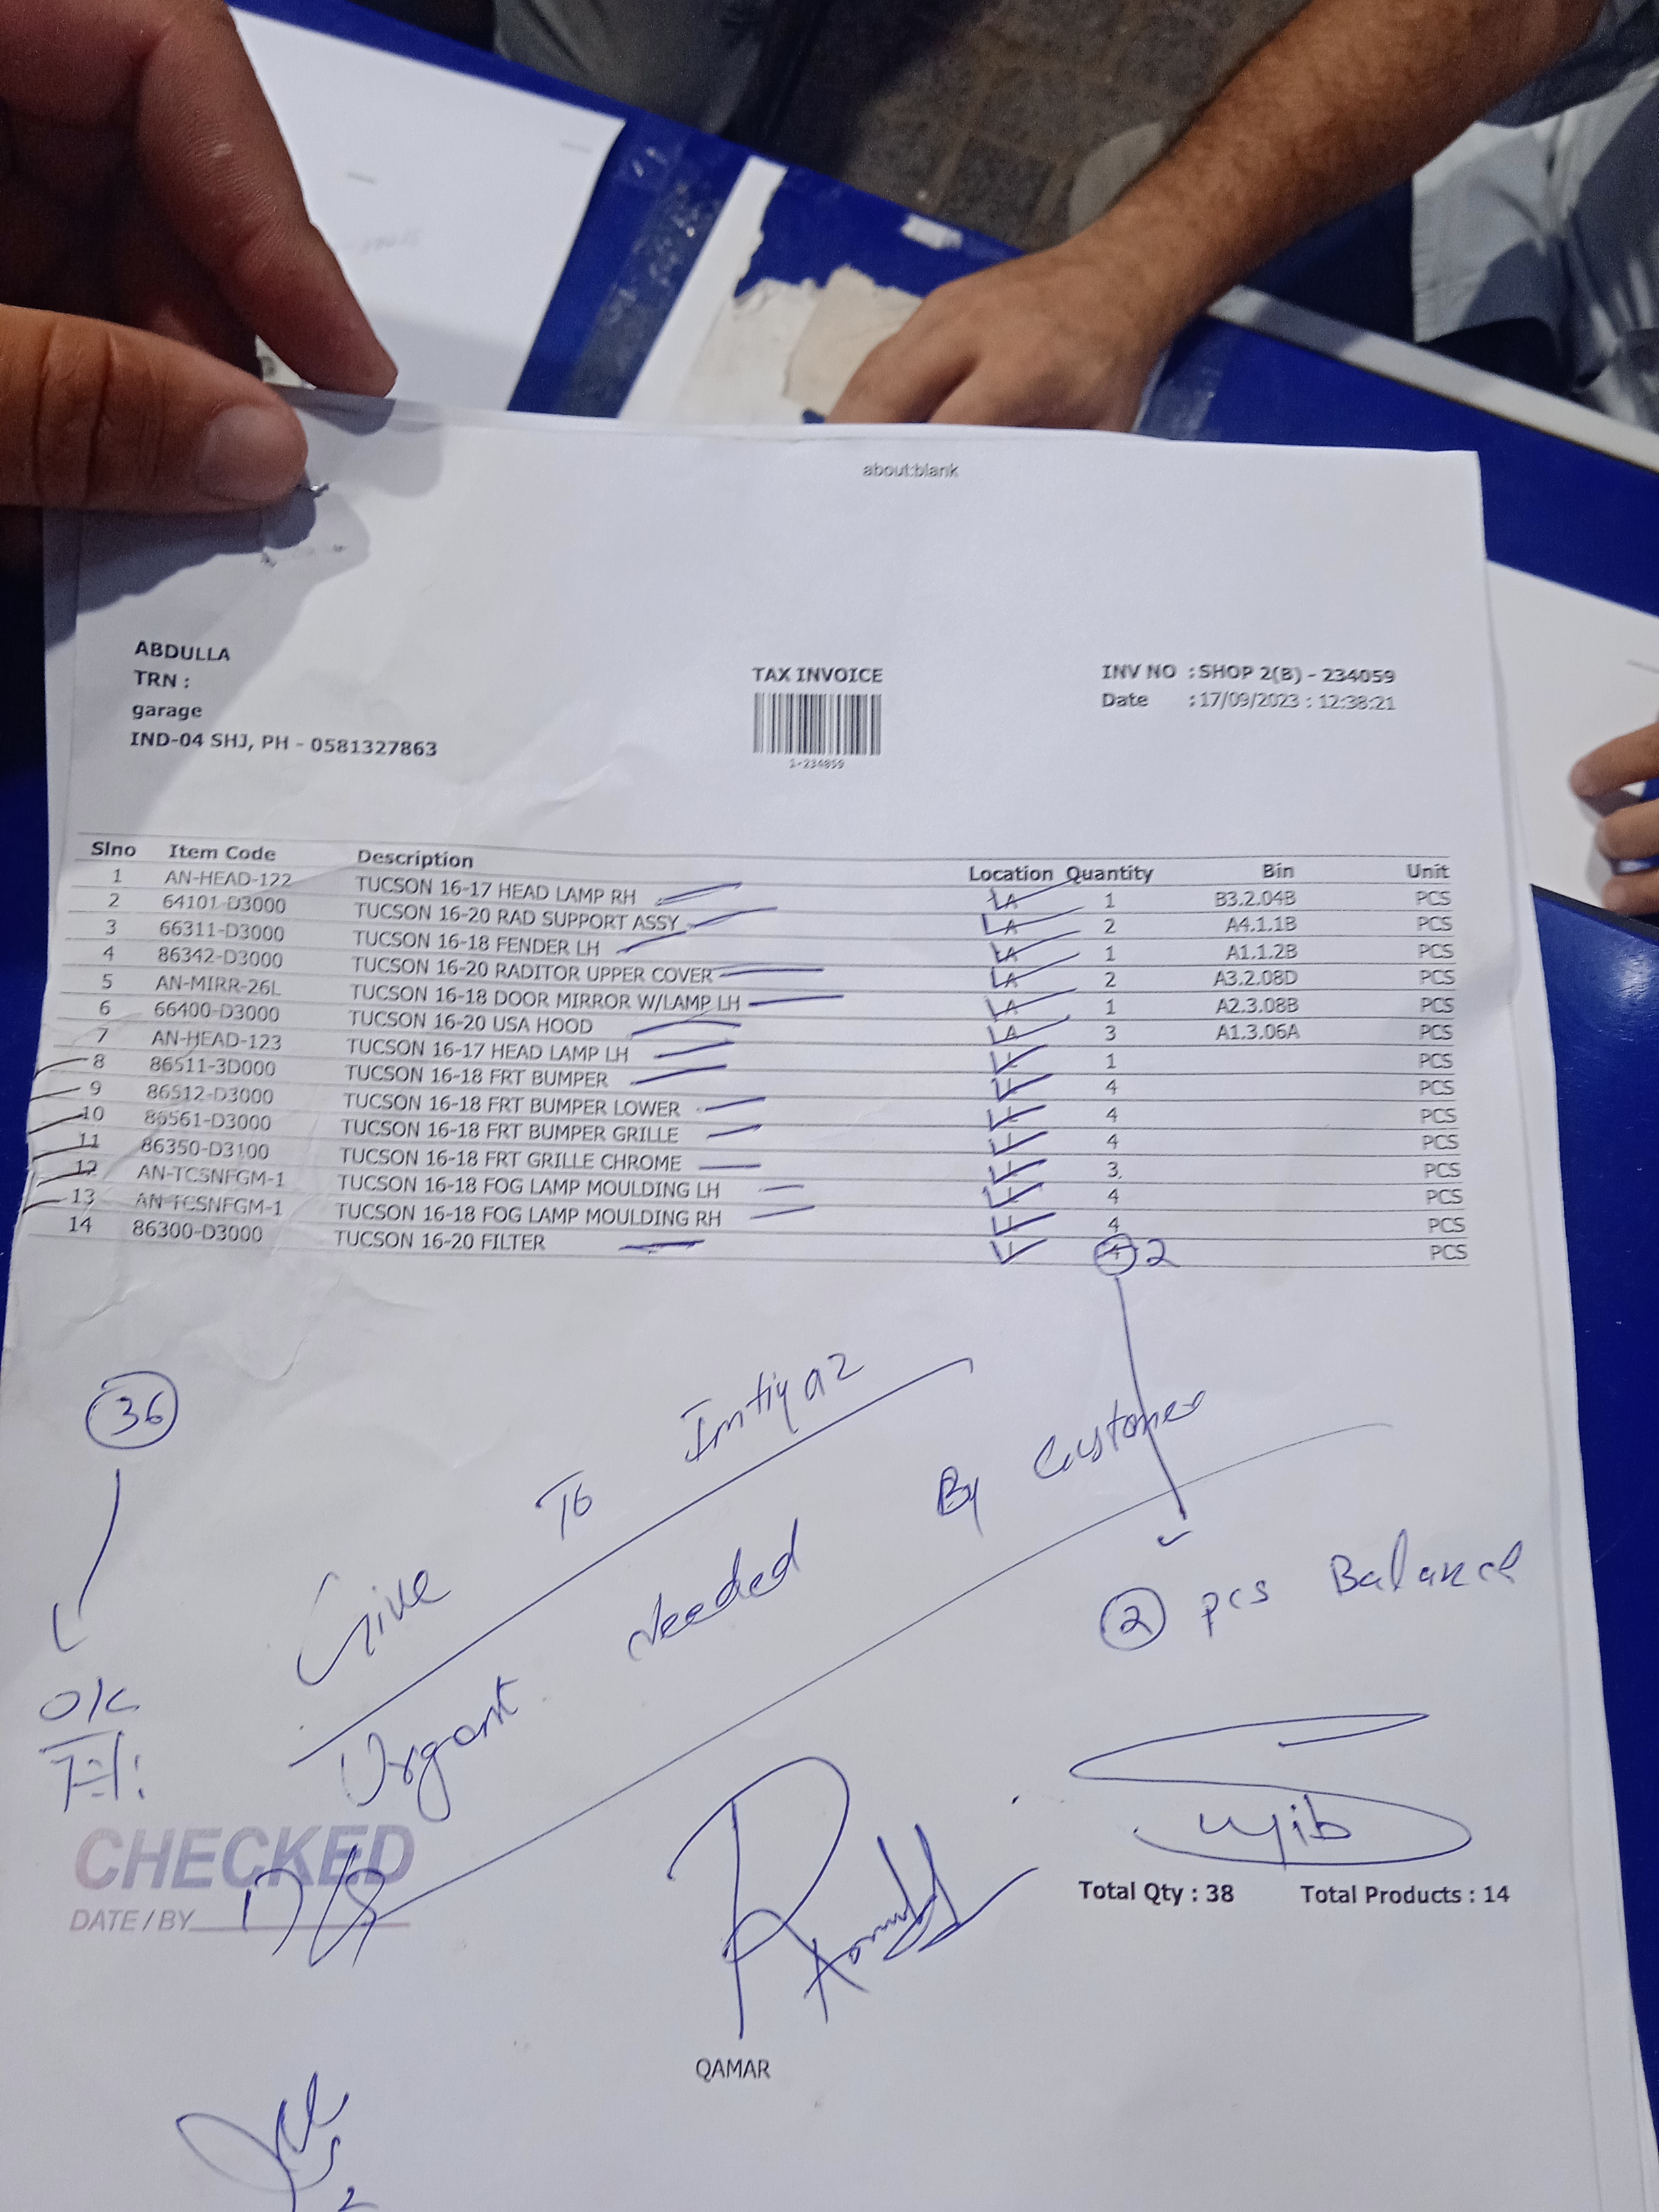 about:blank
ABDULLA
TRN :
garage
IND-04 SHJ, PH - 0581327863
TAX INVOICE
1-234059
INV NO : SHOP 2(B) - 234059
Date : 17/09/2023 : 12:38:21
Slno Item Code Description Location Quantity Bin Unit
1 AN-HEAD-122 TUCSON 16-17 HEAD LAMP RH LA 1 B3.2.04B PCS
2 64101-D3000 TUCSON 16-20 RAD SUPPORT ASSY LA 2 A4.1.1B PCS
3 66311-D3000 TUCSON 16-18 FENDER LH LA 1 A1.1.2B PCS
4 86342-D3000 TUCSON 16-20 RADITOR UPPER COVER LA 2 A3.2.08D PCS
5 AN-MIRR-26L TUCSON 16-18 DOOR MIRROR W/LAMP LH LA 1 A2.3.08B PCS
6 66400-D3000 TUCSON 16-20 USA HOOD LA 3 A1.3.06A PCS
7 AN-HEAD-123 TUCSON 16-17 HEAD LAMP LH 1 PCS
8 86511-3D000 TUCSON 16-18 FRT BUMPER 4 PCS
9 86512-D3000 TUCSON 16-18 FRT BUMPER LOWER 4 PCS
10 86561-D3000 TUCSON 16-18 FRT BUMPER GRILLE 4 PCS
11 86350-D3100 TUCSON 16-18 FRT GRILLE CHROME 3 PCS
12 AN-TCSNFGM-1 TUCSON 16-18 FOG LAMP MOULDING LH 4 PCS
13 AN-TCSNFGM-1 TUCSON 16-18 FOG LAMP MOULDING RH 4 PCS
14 86300-D3000 TUCSON 16-20 FILTER 4 2 PCS
36
OK
Give To Imtiyaz
Urgant Needed By Customer
2 pcs Balance
CHECKED
DATE/BY
Total Qty : 38 Total Products : 14
QAMAR